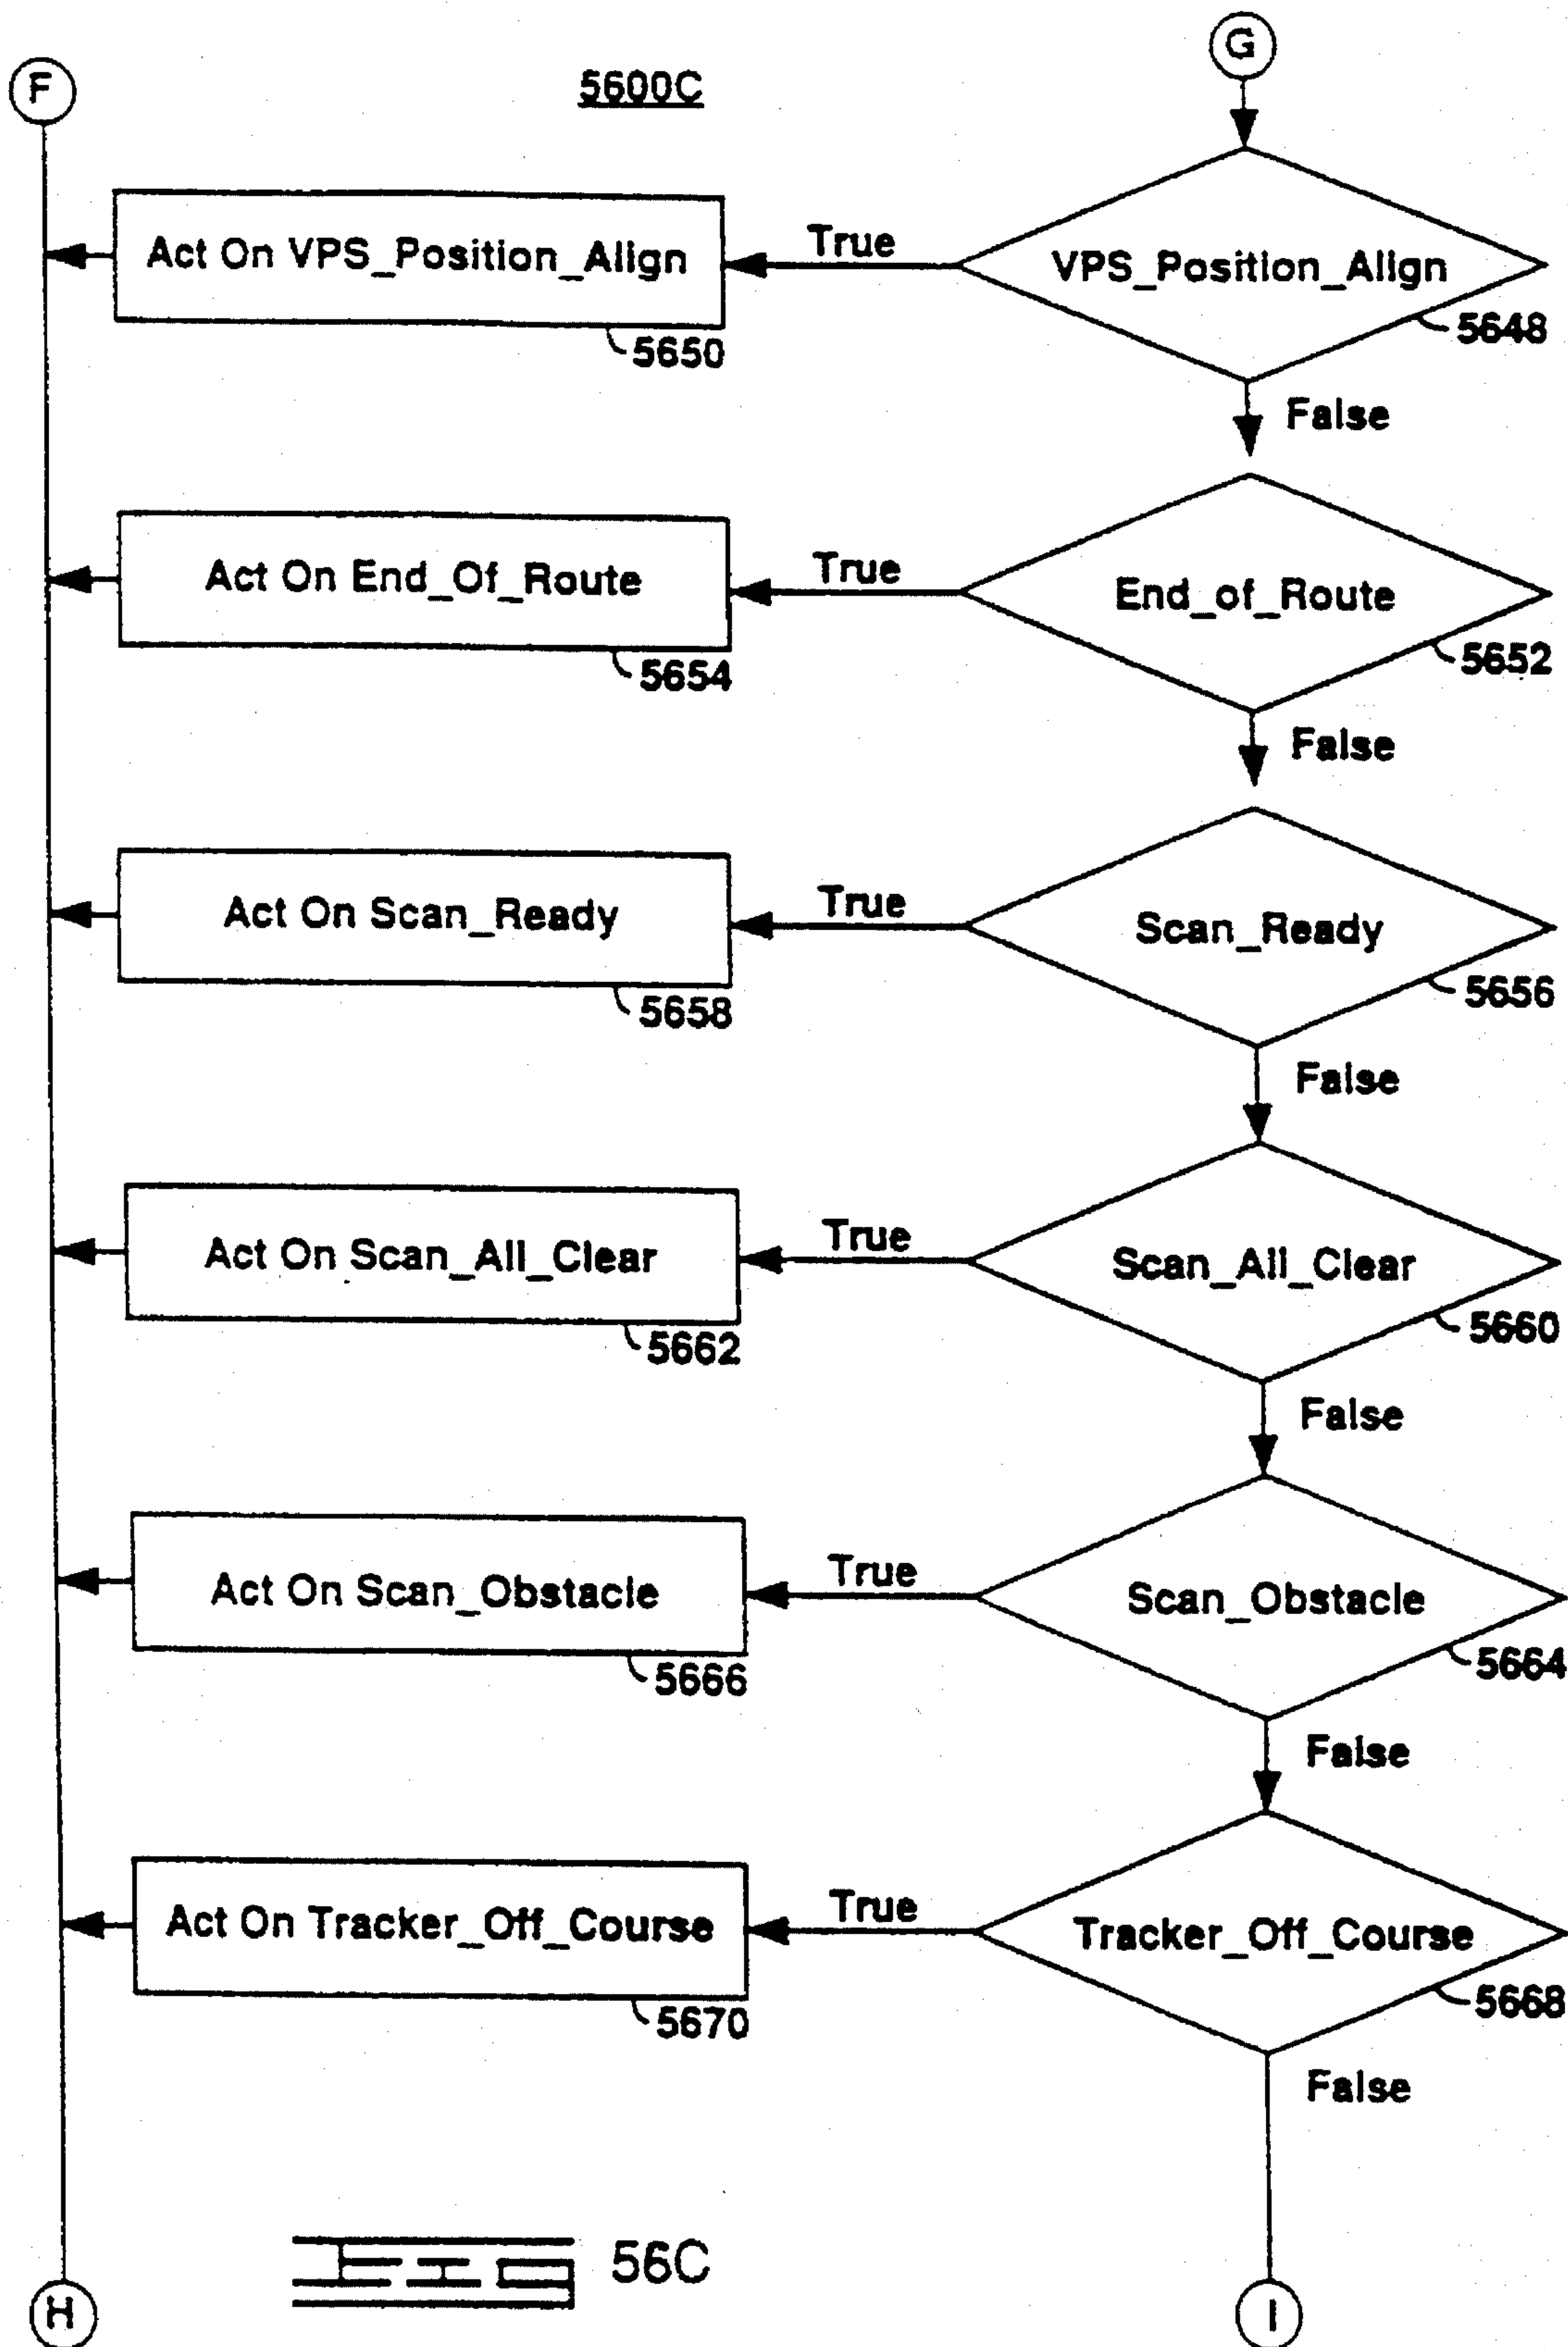 G
F
5600C
Act On VPS_Position_Align
True
VPS_Position_Align
5648
5650
False
Act On End_Of_Route
True
End_of_Route
5652
5654
False
Act On Scan_Ready
True
Scan_Ready
5656
5658
False
Act On Scan_All_Clear
True
Scan_All_Clear
5660
5662
False
Act On Scan_Obstacle
True
Scan_Obstacle
5664
5666
False
Act On Tracker_Off_Course
True
Tracker_Off_Course
5668
5670
False
FIG 56C
H
I